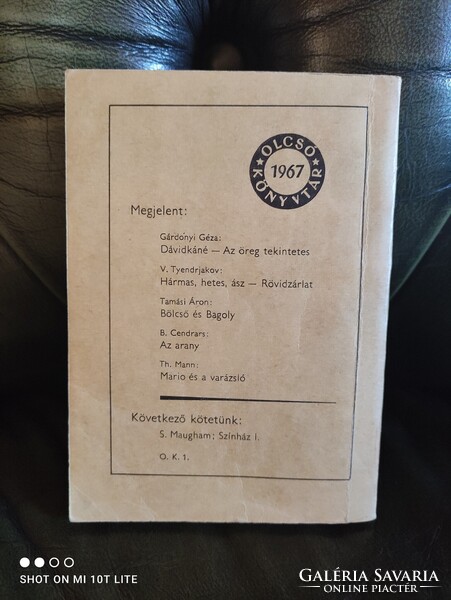 OLCSÓ
1967
KÖNYVTÁR
Megjelent:
Gárdonyi Géza:
Dávidkáné — Az öreg tekintetes
V. Tyendrjakov:
Hármas, hetes, ász — Rövidzárlat
Tamási Áron:
Bölcső és Bagoly
B. Cendrars:
Az arany
Th. Mann:
Mario és a varázsló
Következő kötetünk:
S. Maugham: Színház I.
O. K. 1.
SHOT ON MI 10T LITE
GALÉRIA SAVARIA
ONLINE PIACTÉR